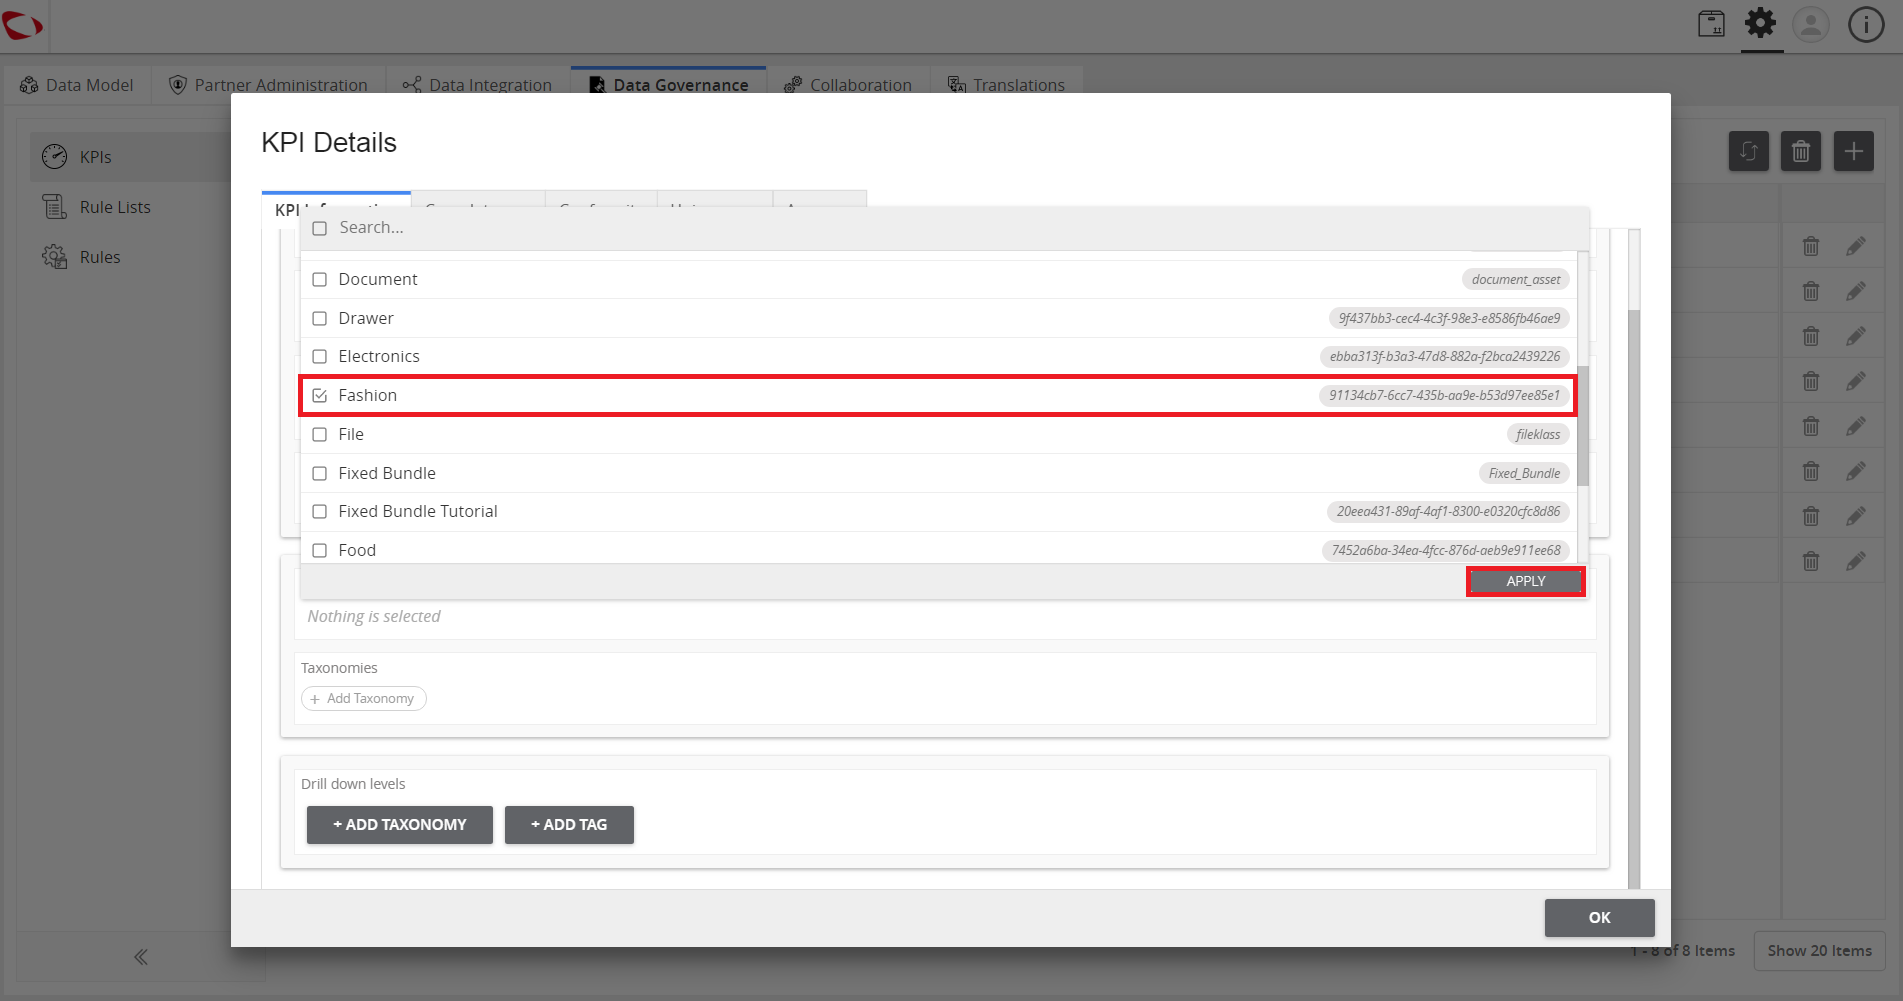 Data Model
Partner Administration
Data Integration
Data Governance
Collaboration
Translations
KPI Details
KPIs
Rule Lists
Rules
KPI
Search...
Document
document_asset
Drawer
9f437bb3-cec4-4c3f-98e3-e8586fb46ae9
Electronics
ebba313f-b3a3-47d8-882a-f2bca2439226
Fashion
91134cb7-6cc7-435b-aa9e-b53d97ee85e1
File
fileklass
Fixed Bundle
Fixed_Bundle
Fixed Bundle Tutorial
20eea431-89af-4af1-8300-e0320cfc8d86
Food
7452a6ba-34ea-4fcc-876d-aeb9e911ee68
APPLY
Nothing is selected
Taxonomies
+ Add Taxonomy
Drill down levels
+ ADD TAXONOMY
+ ADD TAG
OK
1 - 8 of 8 Items
Show 20 Items